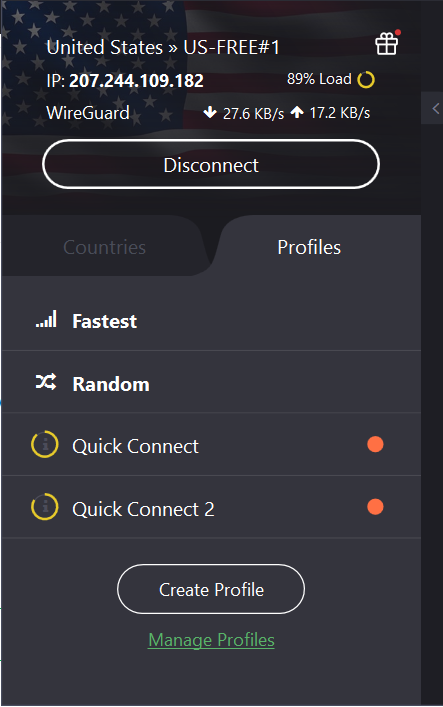 United States » US-FREE#1
IP: 207.244.109.182 89% Load
WireGuard 27.6 KB/s 17.2 KB/s
Disconnect
Countries Profiles
Fastest
Random
Quick Connect
Quick Connect 2
Create Profile
Manage Profiles